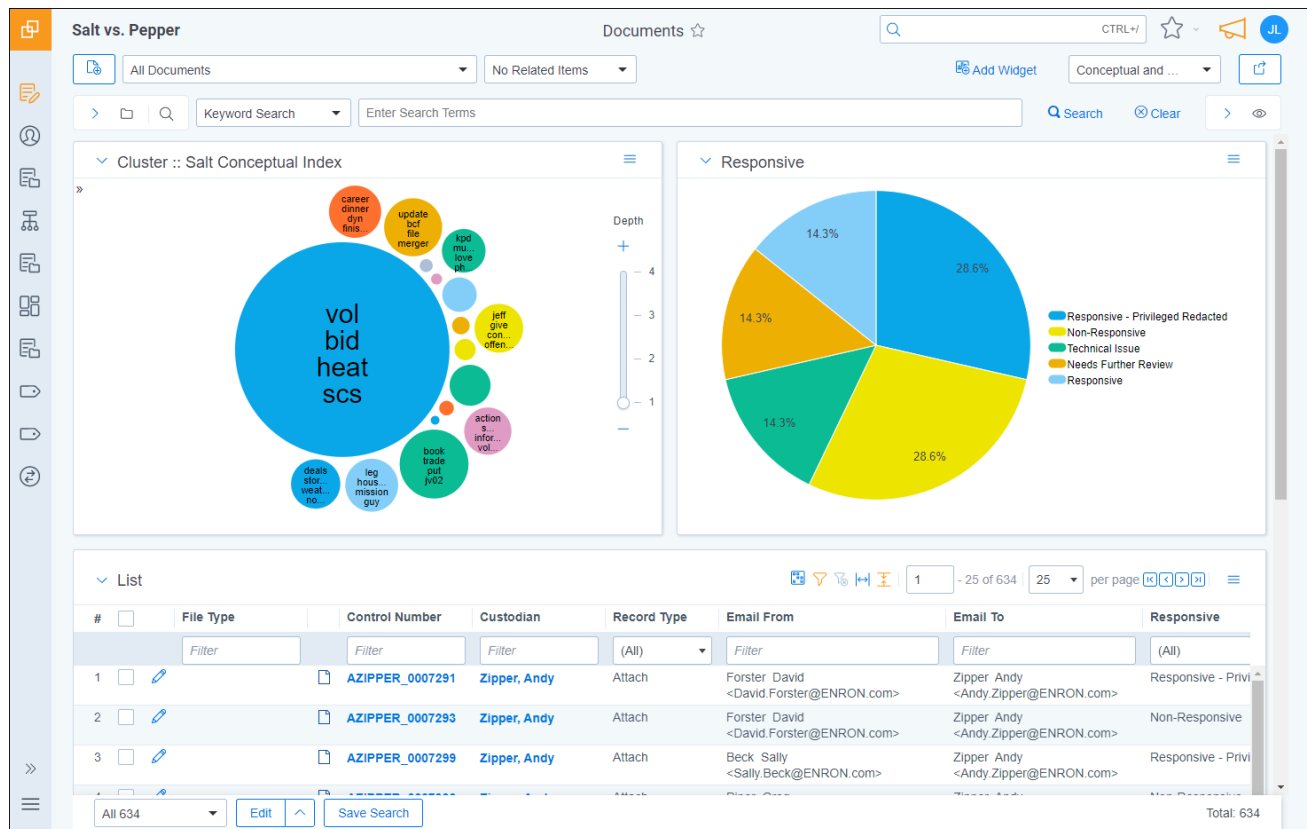 Salt vs. Pepper
Documents
CTRL+/
JL
All Documents
No Related Items
Add Widget
Conceptual and ...
Keyword Search
Enter Search Terms
Search
Clear
Cluster :: Salt Conceptual Index
»
career
dinner
dyn
finis...
update
bcf
file
merger
kpd
mu...
love
ph...
vol
bid
heat
scs
jeff
give
con...
offen...
action
s...
infor...
vol...
book
trade
put
jv02
leg
hous...
mission
guy
deals
stor...
weat...
no...
Depth
4
3
2
1
Responsive
14.3%
28.6%
14.3%
14.3%
28.6%
Responsive - Privileged Redacted
Non-Responsive
Technical Issue
Needs Further Review
Responsive
List
1 - 25 of 634 25 per page
# File Type Control Number Custodian Record Type Email From Email To Responsive
Filter Filter Filter (All) Filter Filter (All)
1 AZIPPER_0007291 Zipper, Andy Attach Forster David Zipper Andy Responsive - Privi
<David.Forster@ENRON.com> <Andy.Zipper@ENRON.com>
2 AZIPPER_0007293 Zipper, Andy Attach Forster David Zipper Andy Non-Responsive
<David.Forster@ENRON.com> <Andy.Zipper@ENRON.com>
3 AZIPPER_0007299 Zipper, Andy Attach Beck Sally Zipper Andy Responsive - Privi
<Sally.Beck@ENRON.com> <Andy.Zipper@ENRON.com>
All 634
Edit
Save Search
Total: 634